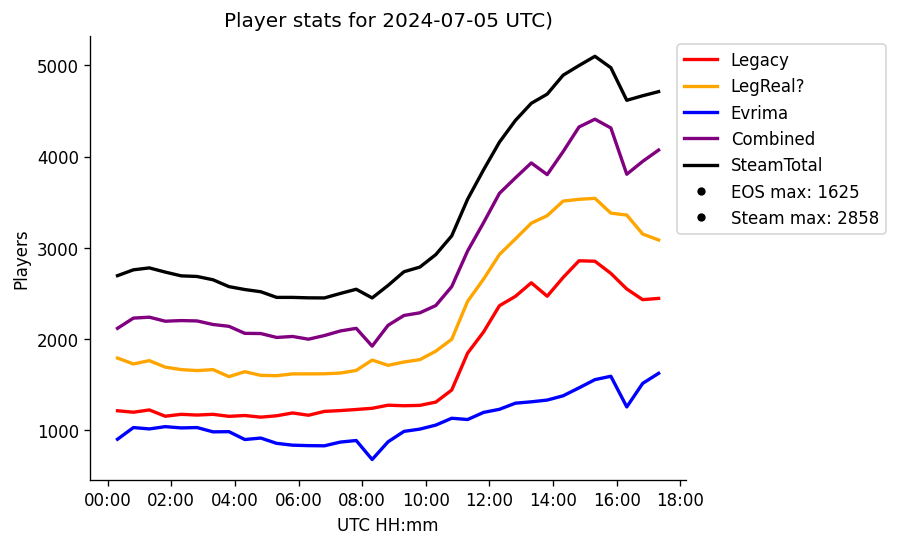 Player stats for 2024-07-05 UTC)
Players
5000
4000
3000
2000
1000
00:00 02:00 04:00 06:00 08:00 10:00 12:00 14:00 16:00 18:00
UTC HH:mm
Legacy
LegReal?
Evrima
Combined
SteamTotal
EOS max: 1625
Steam max: 2858